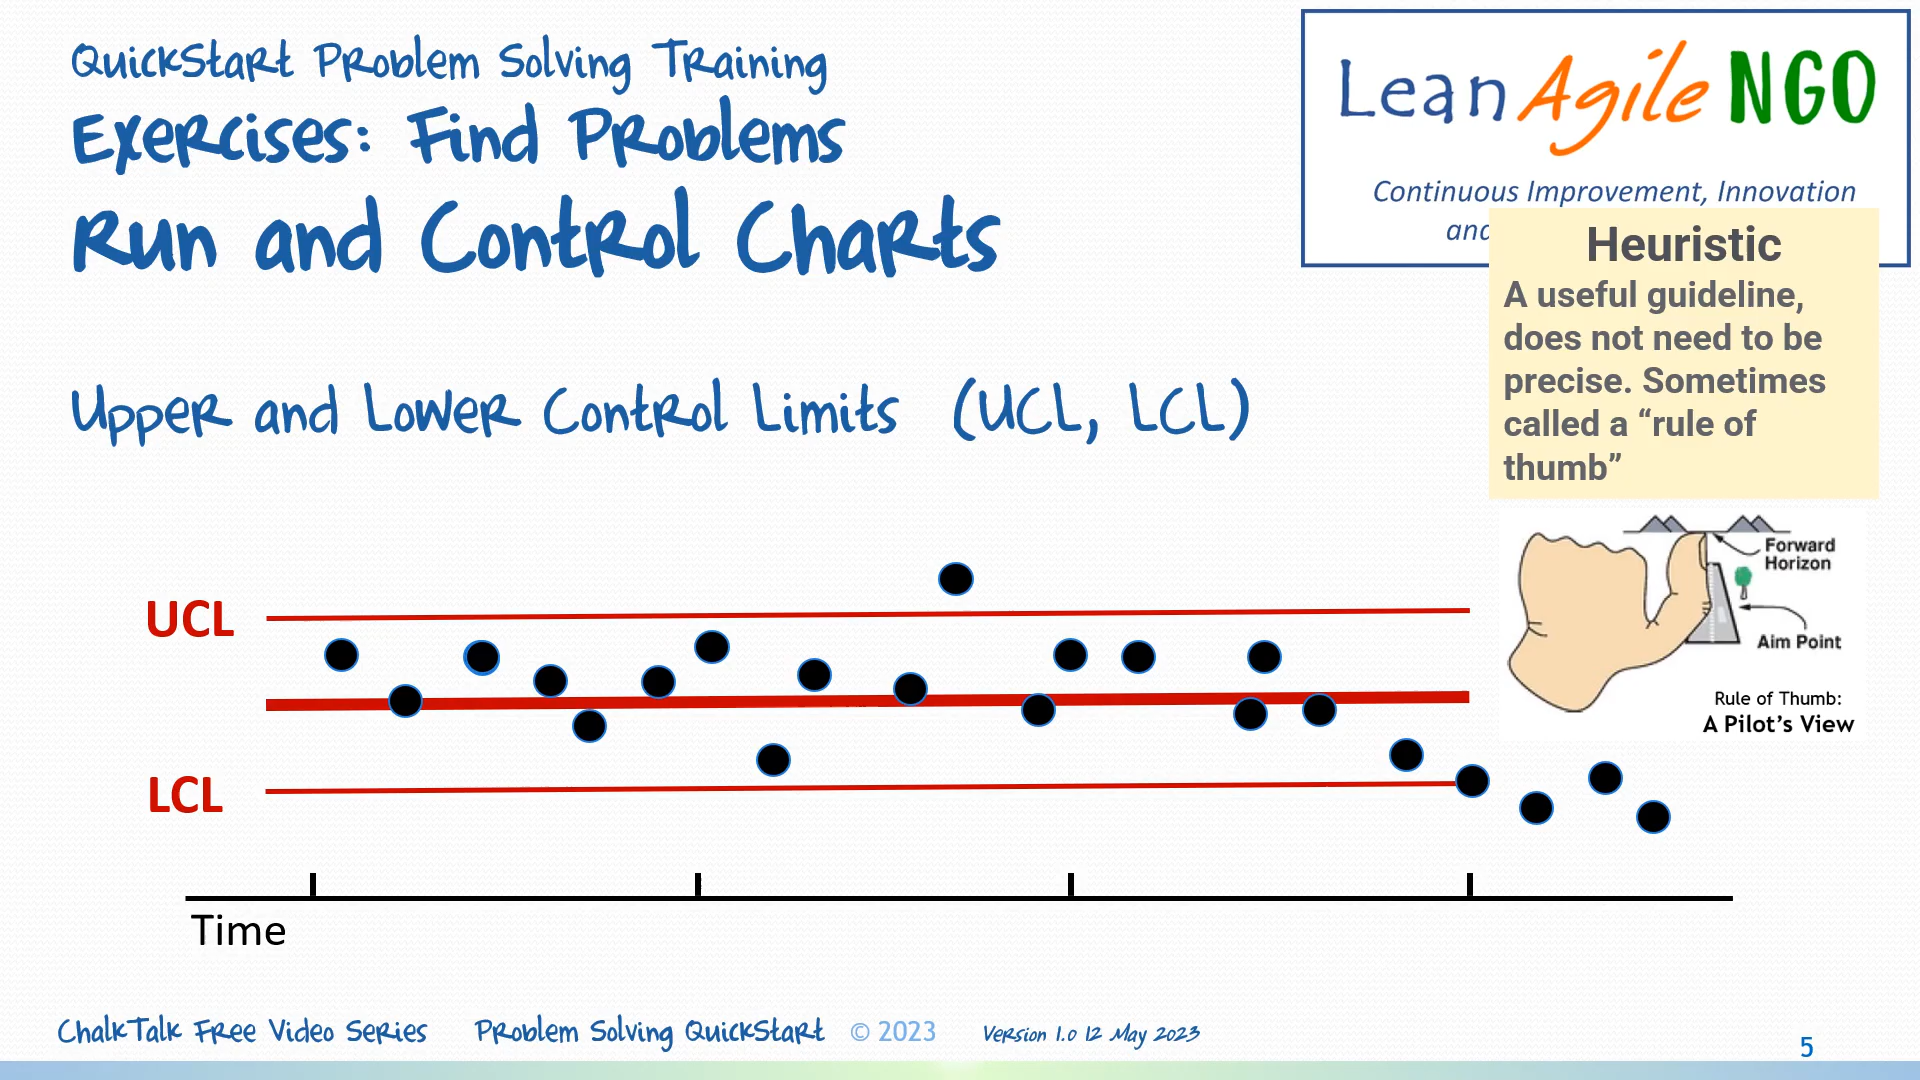 QuickStart Problem Solving Training
Exercises: Find Problems
Run and Control Charts
Lean Agile NGO
Continuous Improvement, Innovation
and
Heuristic
A useful guideline,
does not need to be
precise. Sometimes
called a “rule of
thumb”
Upper and Lower Control Limits (UCL, LCL)
Forward
Horizon
Aim Point
Rule of Thumb:
A Pilot's View
UCL
LCL
Time
ChalkTalk Free Video Series Problem Solving QuickStart © 2023 Version 1.0 12 May 2023
5